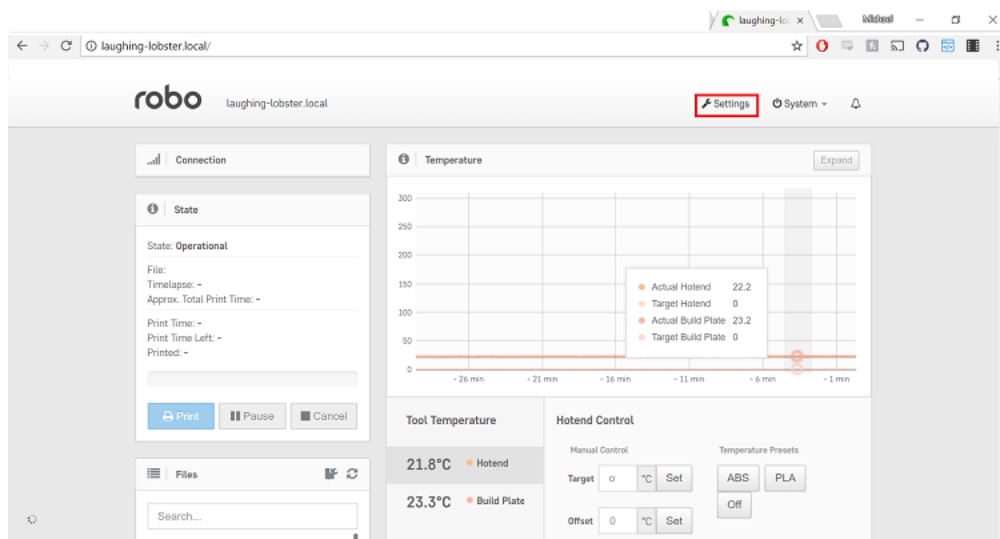 laughing-lo
Michael
laughing-lobster.local/
robo
laughing-lobster.local
Settings
System
Connection
State
State: Operational
File:
Timelapse: -
Approx. Total Print Time: -
Print Time: -
Print Time Left: -
Printed: -
Print
Pause
Cancel
Files
Search...
Temperature
Expand
300
250
200
150
100
50
0
Actual Hotend 22.2
Target Hotend 0
Actual Build Plate 23.2
Target Build Plate 0
- 26 min - 21 min - 16 min - 11 min - 6 min - 1 min
Tool Temperature
21.8°C Hotend
23.3°C Build Plate
Hotend Control
Manual Control
Target 0 °C Set
Offset 0 °C Set
Temperature Presets
ABS PLA
Off